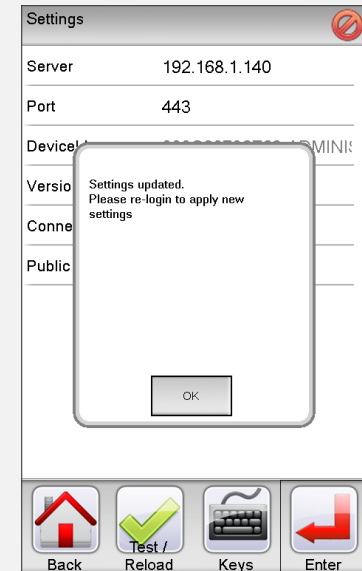 Settings
Server 192.168.1.140
Port 443
Settings updated.
Please re-login to apply new
settings
OK
Public
Back
Test /
Reload
Keys
Enter